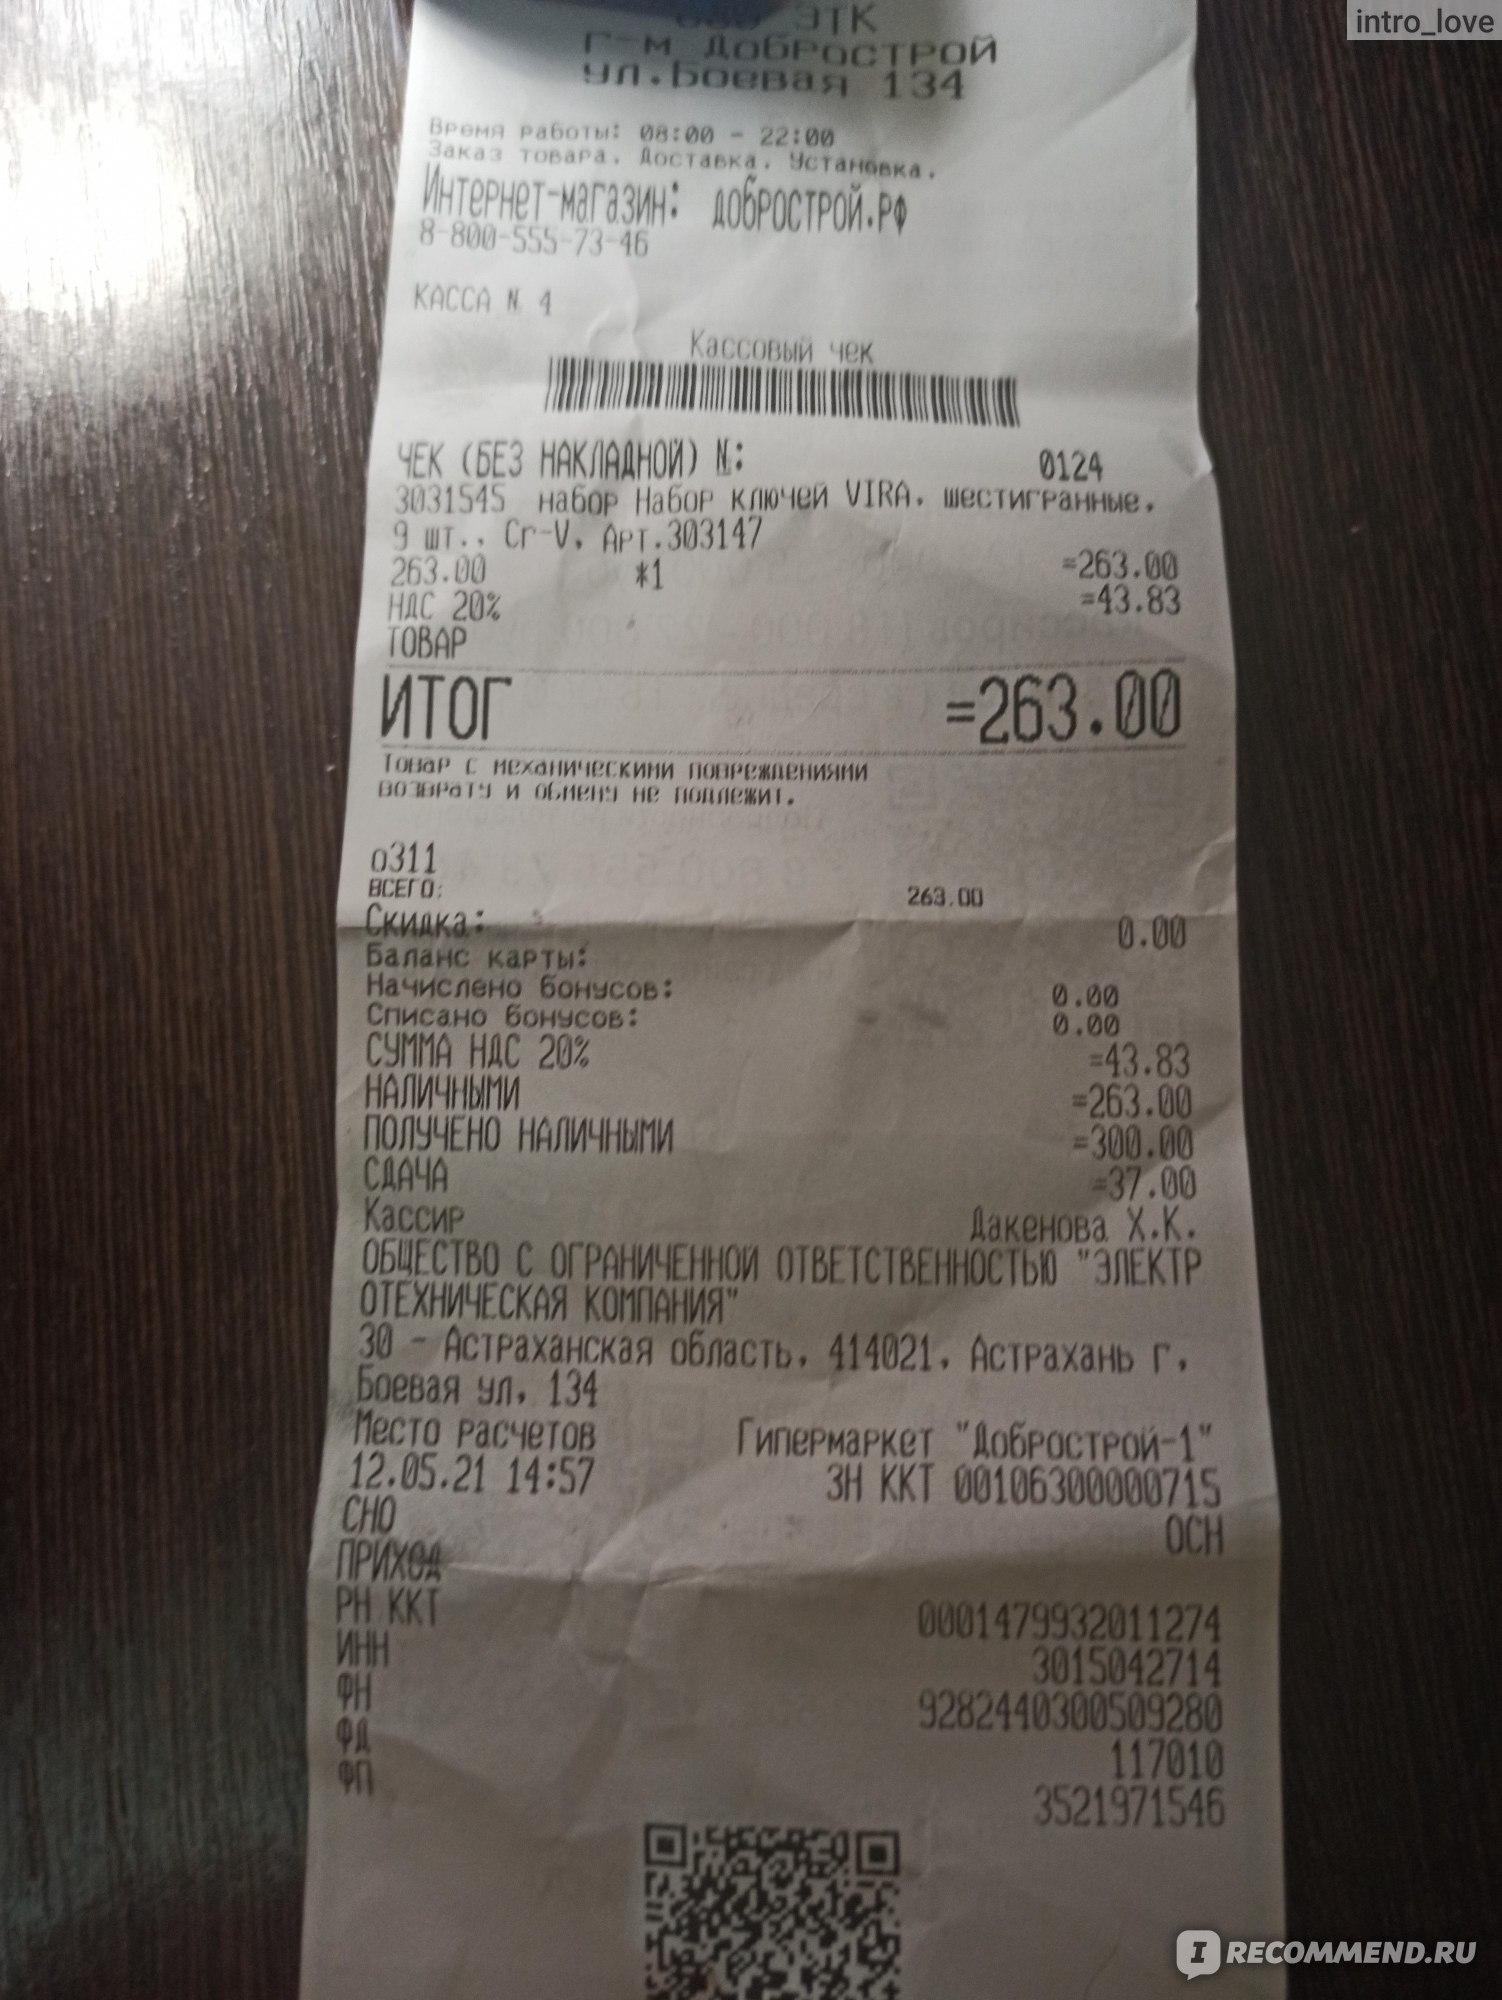 intro_love
ООО ЭТК
Г-м Добрострой
ул.Боевая 134
Время работы: 08:00 - 22:00
Заказ товара. Доставка. Установка.
Интернет-магазин: ДОБРОСТРОЙ.РФ
8-800-555-73-46
КАССА № 4
Кассовый чек
ЧЕК (БЕЗ НАКЛАДНОЙ) №: 0124
3031545 набор Набор ключей VIRA, шестигранные,
9 шт., Cr-V, Арт.303147
263.00 *1 =263.00
НДС 20% =43.83
ТОВАР
ИТОГ =263.00
Товар с механическими повреждениями
возврату и обмену не подлежит.
о311
ВСЕГО: 263.00
Скидка: 0.00
Баланс карты:
Начислено бонусов: 0.00
Списано бонусов: 0.00
СУММА НДС 20% =43.83
НАЛИЧНЫМИ =263.00
ПОЛУЧЕНО НАЛИЧНЫМИ =300.00
СДАЧА =37.00
Кассир Дакенова Х.К.
ОБЩЕСТВО С ОГРАНИЧЕННОЙ ОТВЕТСТВЕННОСТЬЮ "ЭЛЕКТР
ОТЕХНИЧЕСКАЯ КОМПАНИЯ"
30 - Астраханская область, 414021, Астрахань г,
Боевая ул, 134
Место расчетов Гипермаркет "Добрострой-1"
12.05.21 14:57 ЗН ККТ 00106300000715
СНО ОСН
ПРИХОД
РН ККТ 0001479932011274
ИНН 3015042714
ФН 9282440300509280
ФД 117010
ФП 3521971546
IRECOMMEND.RU